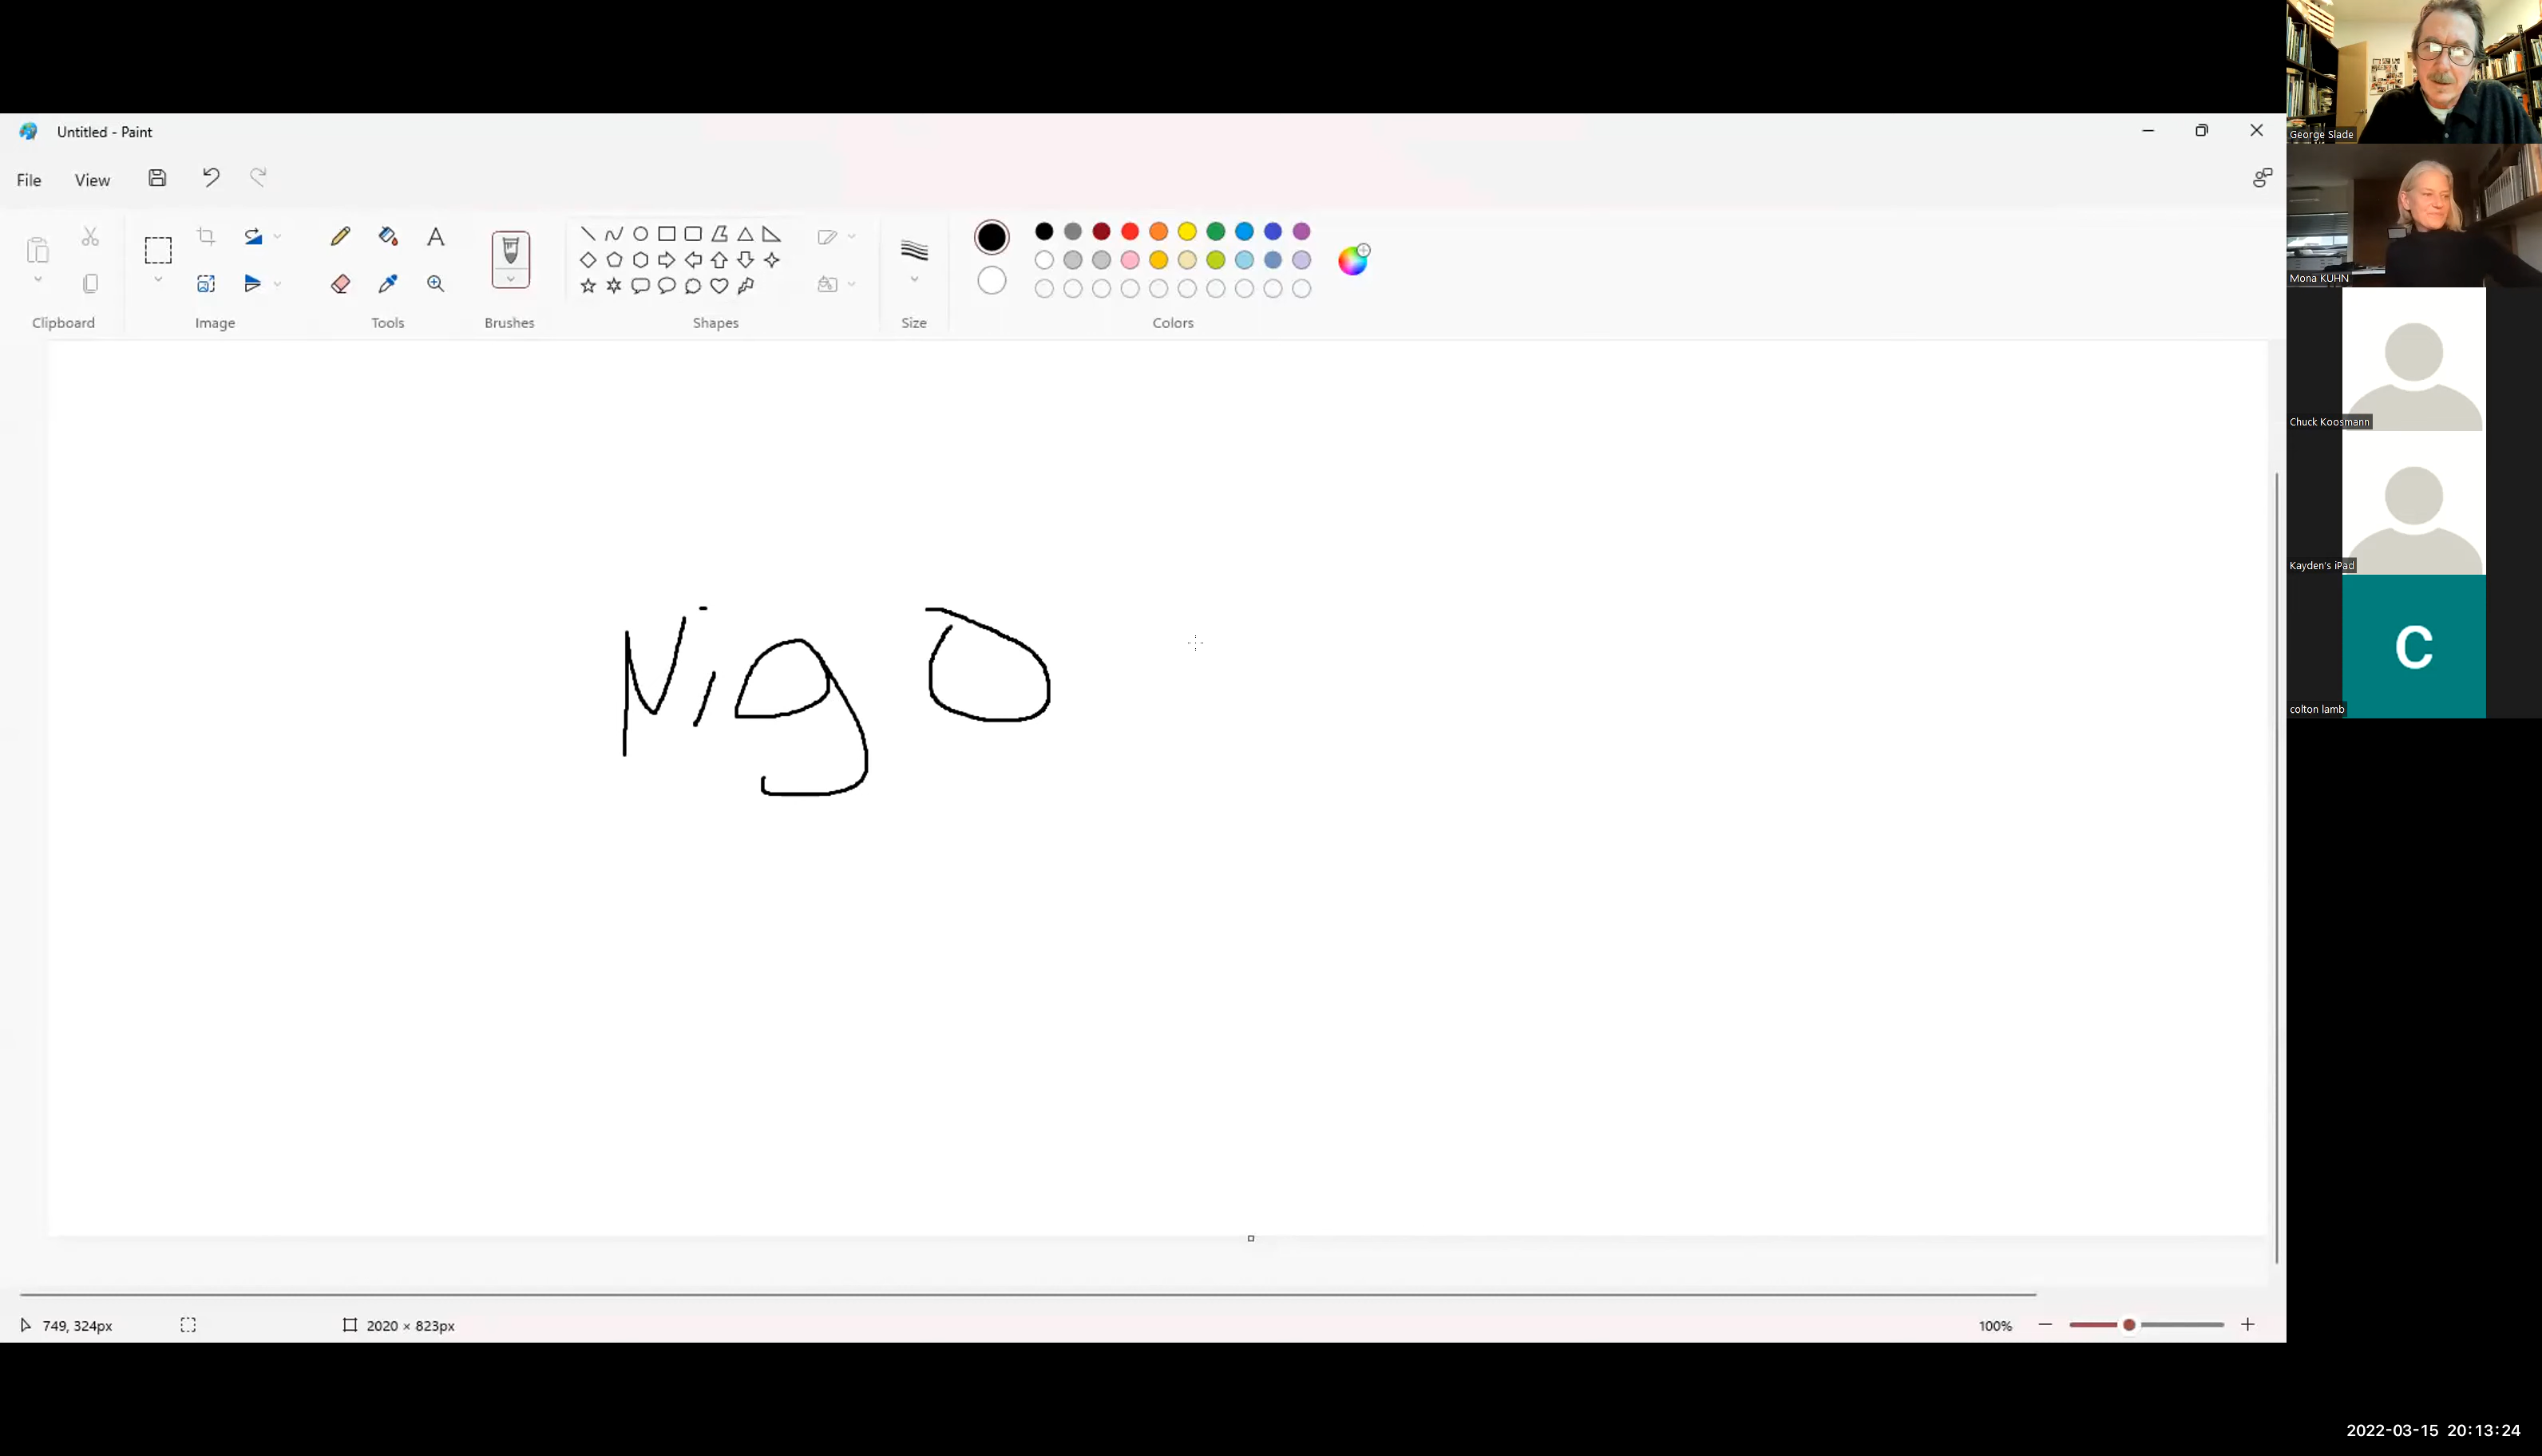 George Slade
Untitled - Paint
File View
Mona KUHN
Clipboard Image Tools Brushes Shapes Size Colors
Chuck Koosmann
Kayden's iPad
Nigo
C
colton lamb
749, 324px 2020 × 823px 100%
2022-03-15 20:13:24